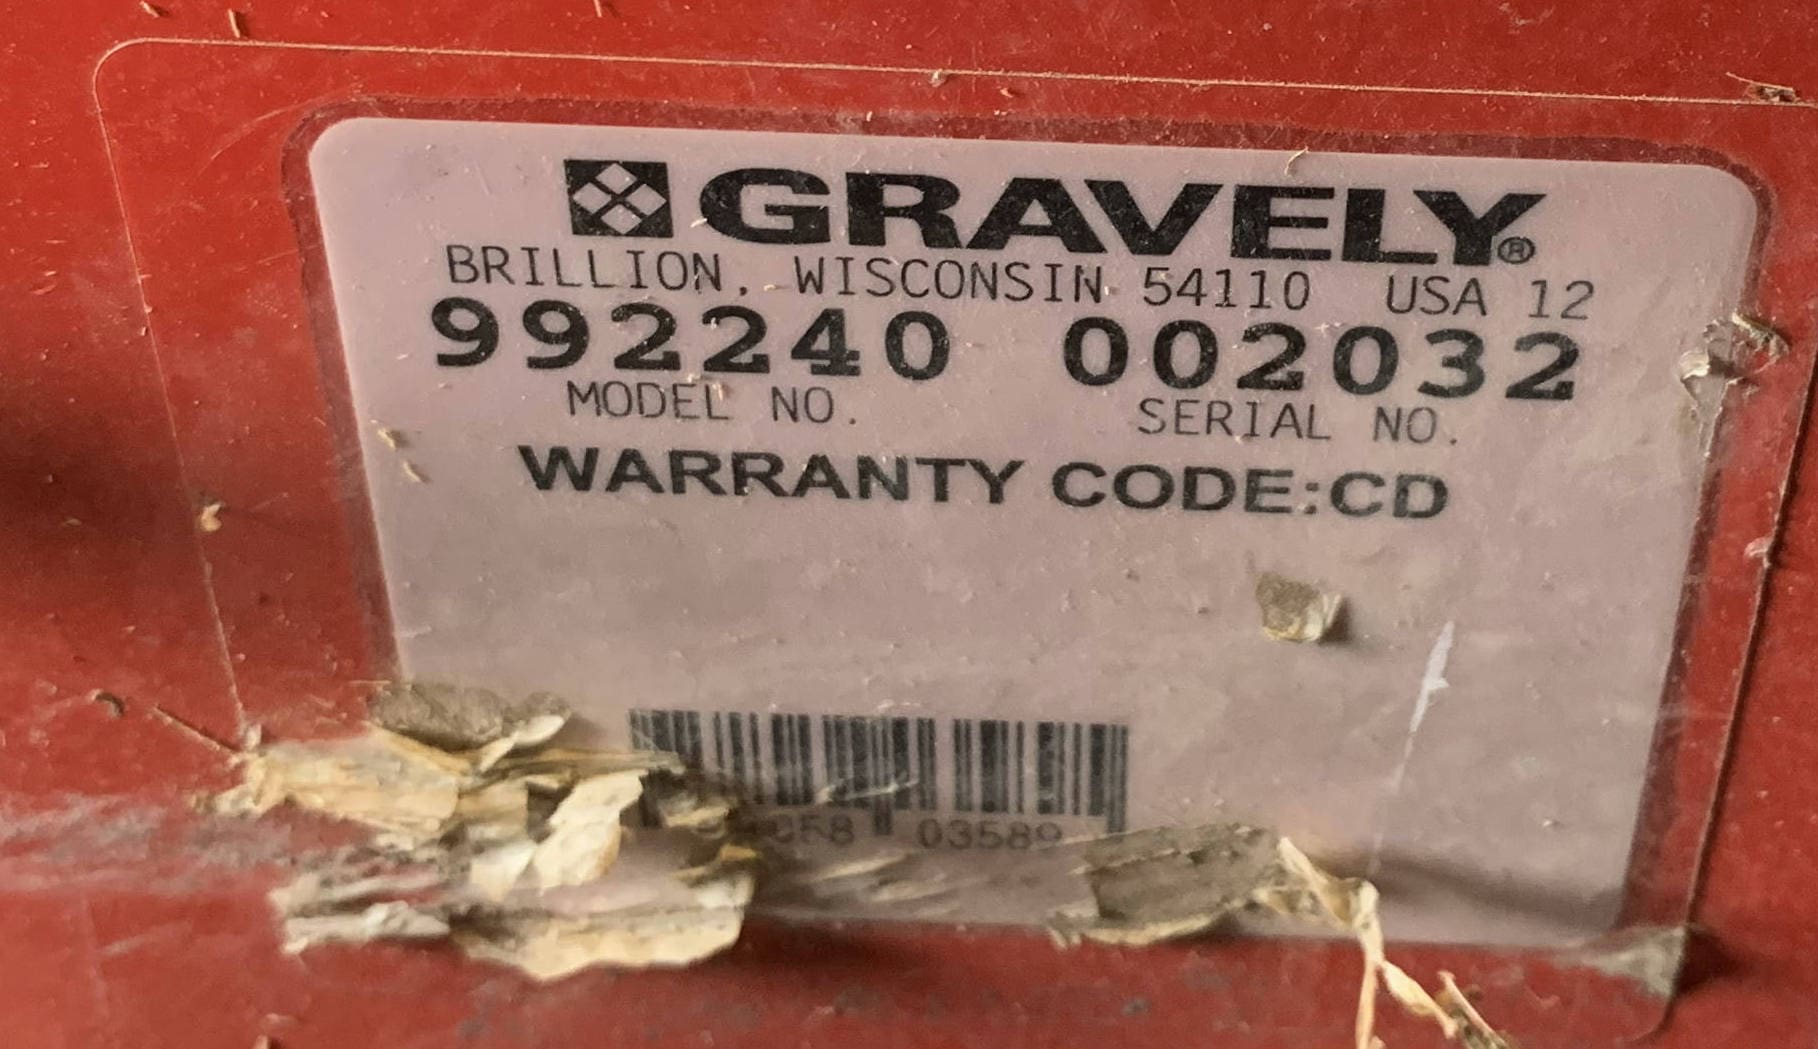 GRAVELY®
BRILLION, WISCONSIN 54110 USA 12
992240 002032
MODEL NO. SERIAL NO.
WARRANTY CODE:CD
03589